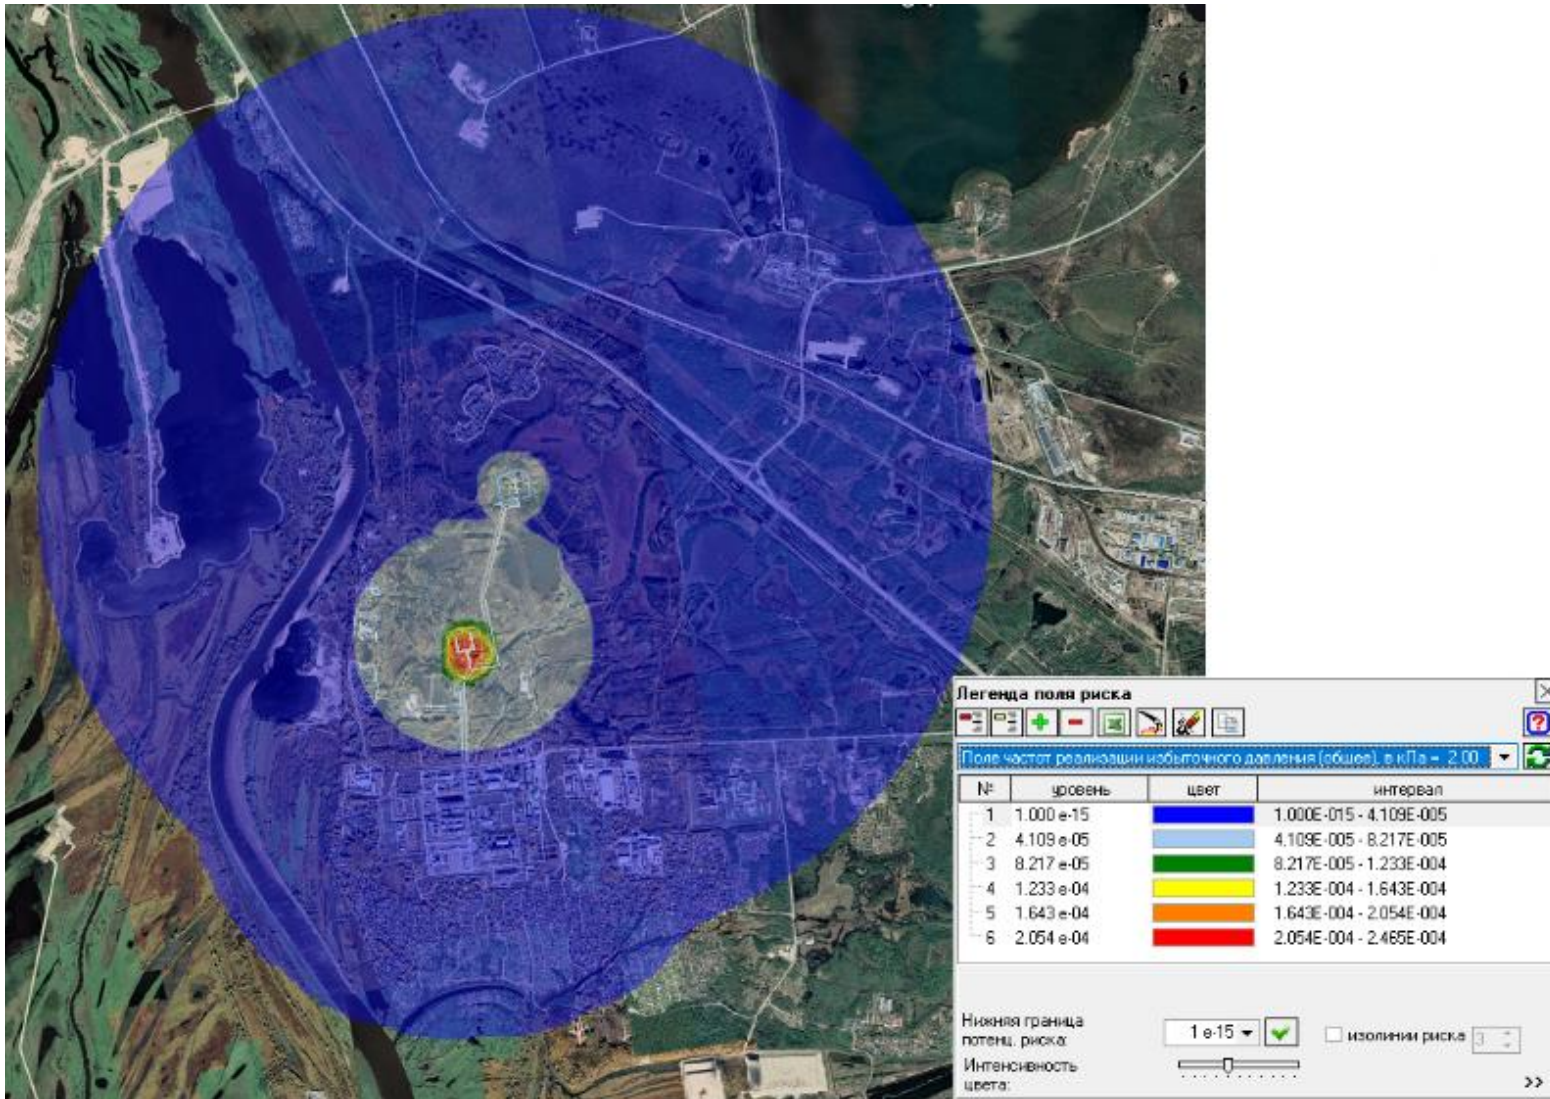 Легенда поля риска
Поле частот реализации избыточного давления (общее), в кПа = 2.00
№ уровень цвет интервал
1 1.000 e-15 1.000E-015 - 4.109E-005
2 4.109 e-05 4.109E-005 - 8.217E-005
3 8.217 e-05 8.217E-005 - 1.233E-004
4 1.233 e-04 1.233E-004 - 1.643E-004
5 1.643 e-04 1.643E-004 - 2.054E-004
6 2.054 e-04 2.054E-004 - 2.465E-004
Нижняя граница
потенц. риска: 1 e-15 изолинии риска 3
Интенсивность
цвета: >>